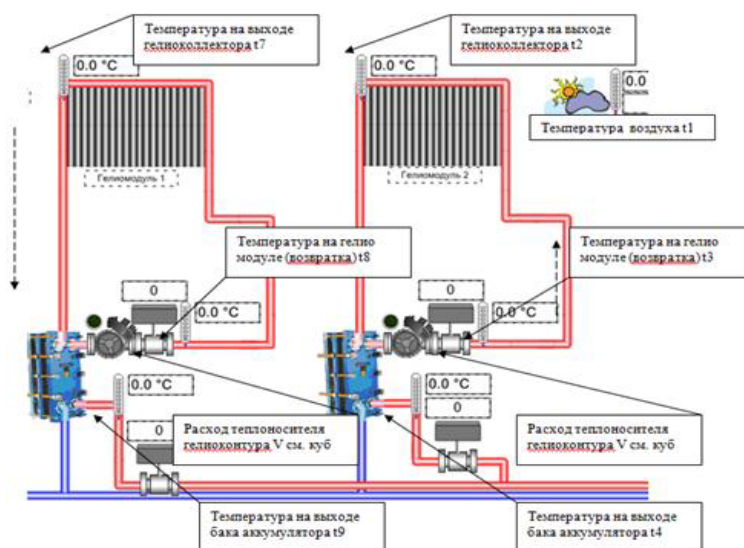 Температура на выходе
гелиоколлектора t7
Температура на выходе
гелиоколлектора t2
0.0 °C
0.0 °C
0.0
Температура воздуха t1
Гелиомодуль 1
Гелиомодуль 2
Температура на гелио
модуле (возвратка) t8
Температура на гелио
модуле (возвратка) t3
0
0
0.0 °C
0.0 °C
0.0 °C
0.0 °C
0
0
Расход теплоносителя
гелиоконтура V см. куб
Расход теплоносителя
гелиоконтура V см. куб
Температура на выходе
бака аккумулятора t9
Температура на выходе
бака аккумулятора t4